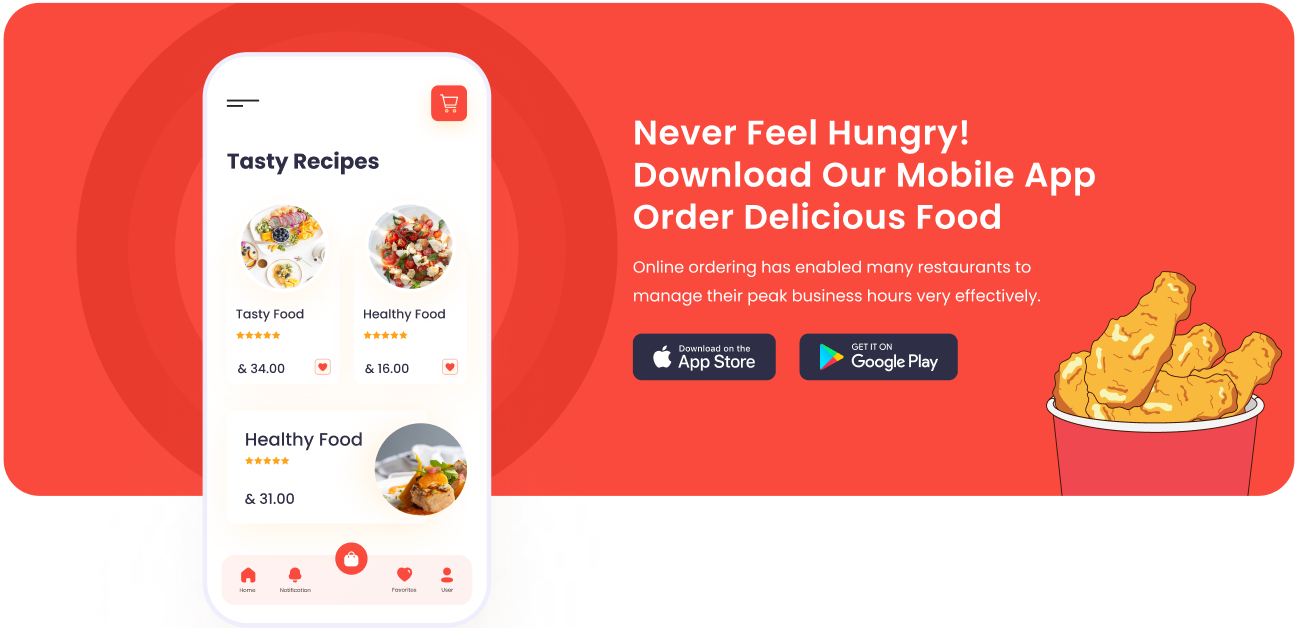 Tasty Recipes
Tasty Food
Healthy Food
& 34.00
& 16.00
Healthy Food
& 31.00
Home
Notification
Favorites
User
Never Feel Hungry!
Download Our Mobile App
Order Delicious Food
Online ordering has enabled many restaurants to
manage their peak business hours very effectively.
Download on the
App Store
GET IT ON
Google Play